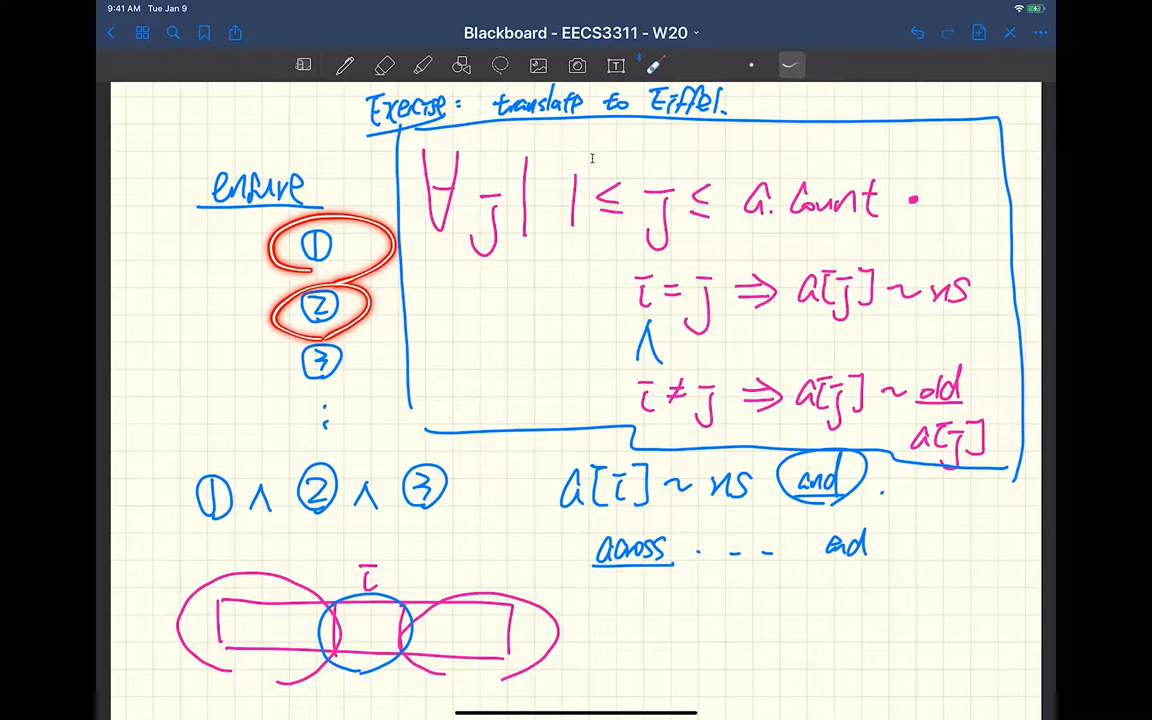 9:41 AM Tue Jan 9
Blackboard - EECS3311 - W20
Exercise: translate to Eiffel.
ensure
∀ j | 1 ≤ j ≤ a.count •
①
i = j ⇒ a[j] ~ ns
②
∧
③
i ≠ j ⇒ a[j] ~ old a[j]
⋮
① ∧ ② ∧ ③
a[i] ~ ns and .
across . -- end
i